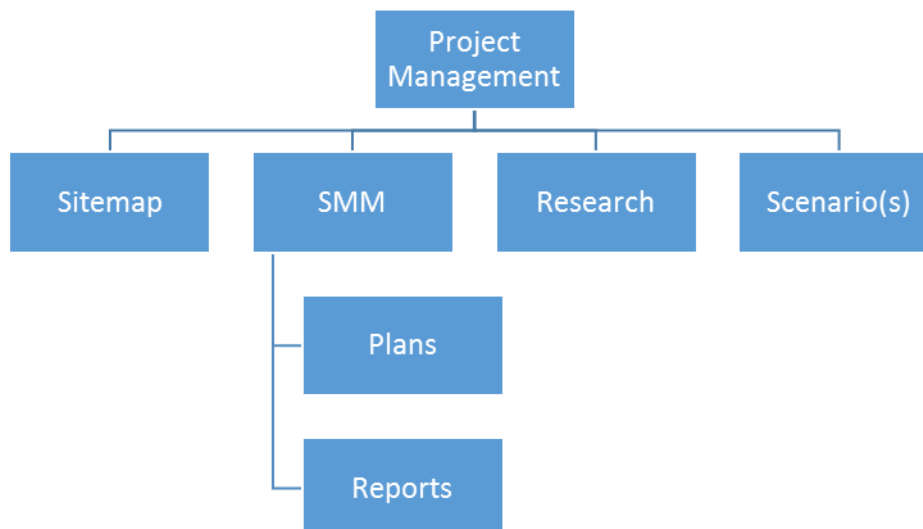 Project
Management
Sitemap
SMM
Research
Scenario(s)
Plans
Reports